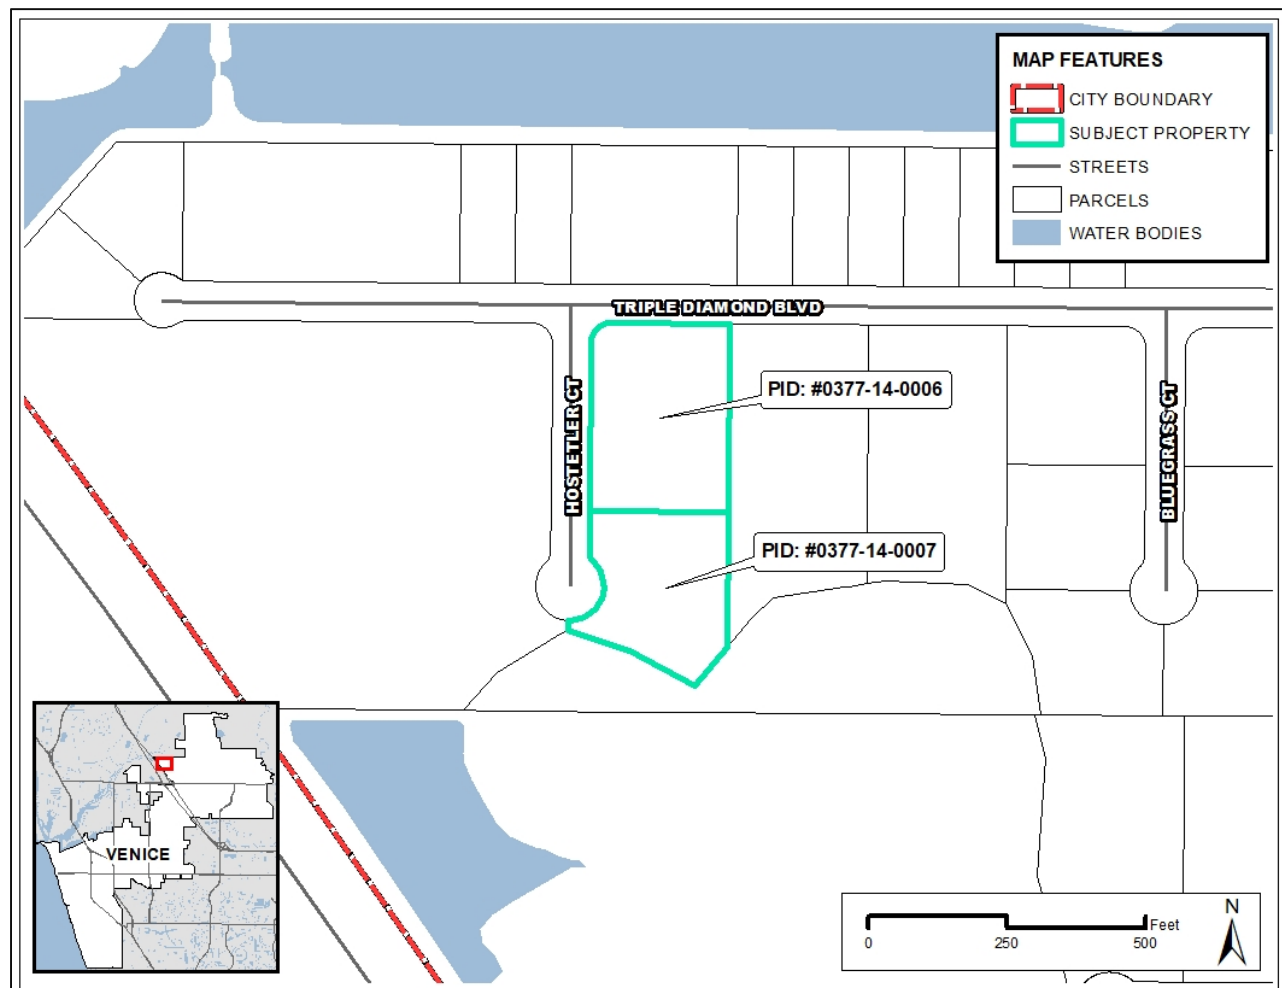 MAP FEATURES
CITY BOUNDARY
SUBJECT PROPERTY
STREETS
PARCELS
WATER BODIES
TRIPLE DIAMOND BLVD
PID: #0377-14-0006
HOSTETLER CT
BLUEGRASS CT
PID: #0377-14-0007
VENICE
N
Feet
0 250 500